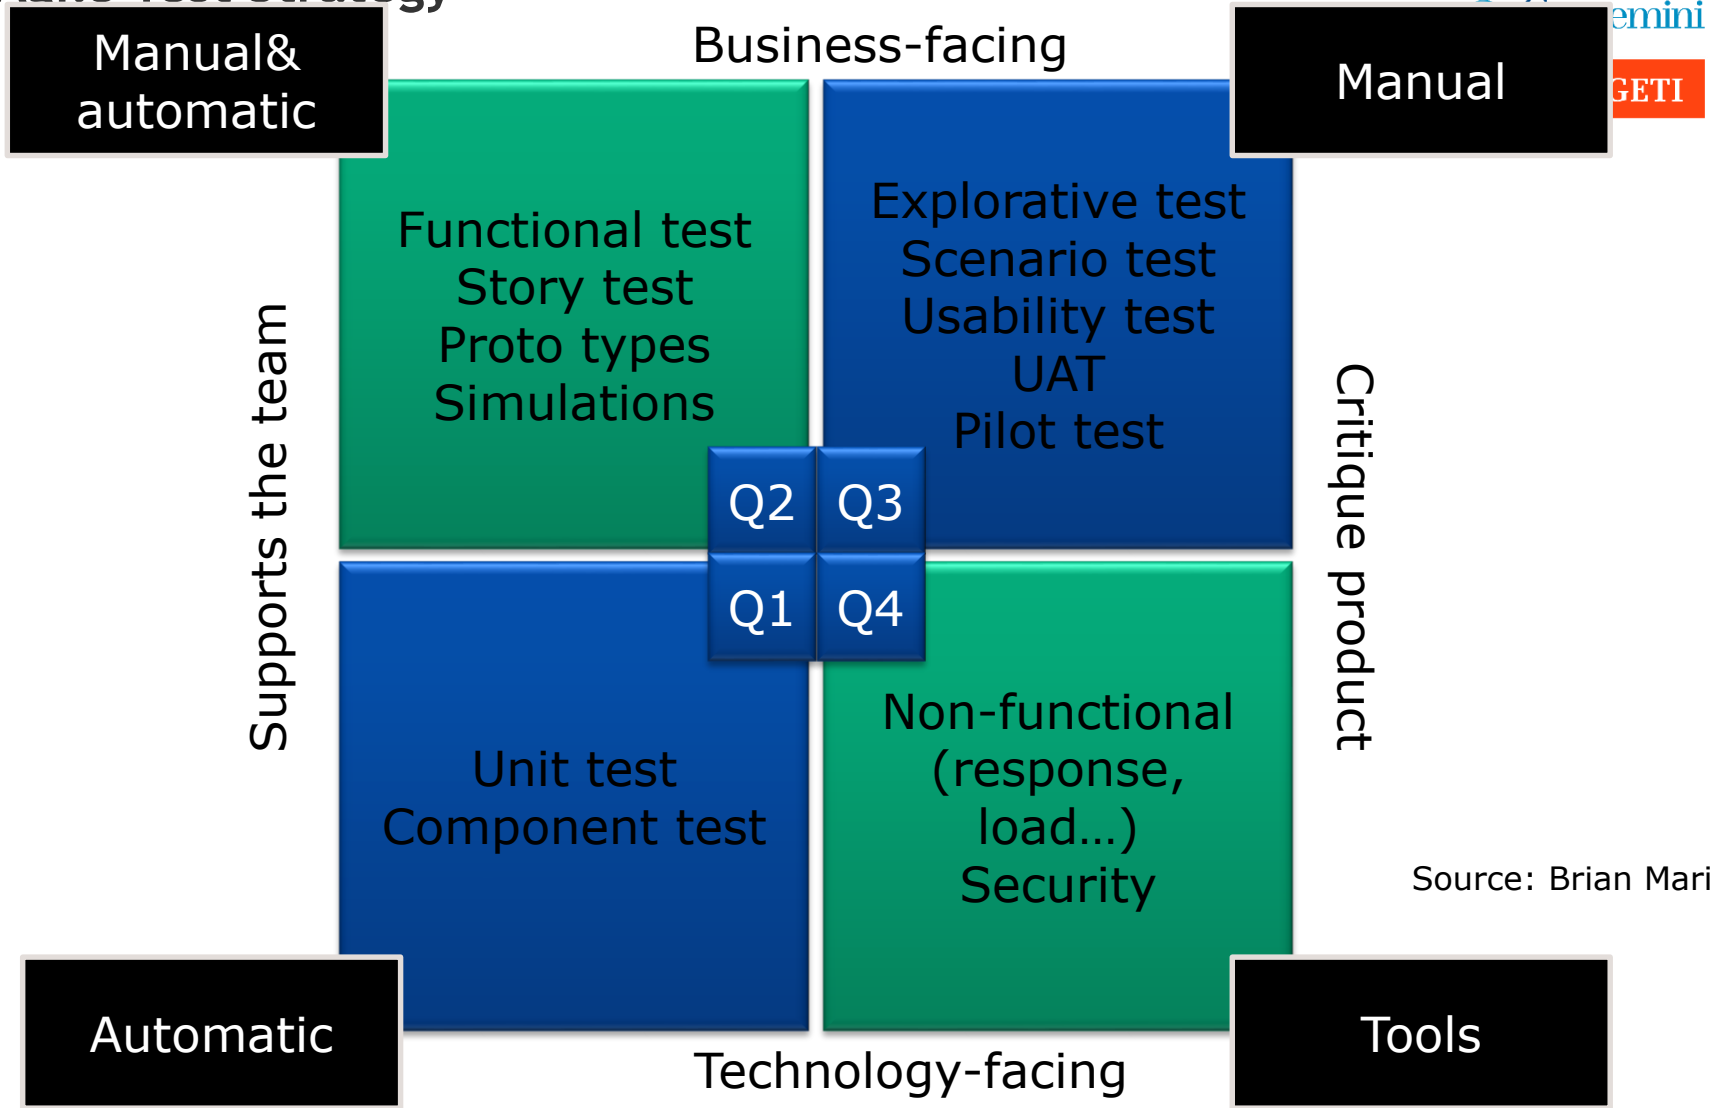 Test Strategy
emini
GETI
Manual&
automatic
Business-facing
Manual
Functional test
Story test
Proto types
Simulations
Explorative test
Scenario test
Usability test
UAT
Pilot test
Supports the team
Critique product
Q2
Q3
Q1
Q4
Unit test
Component test
Non-functional
(response,
load...)
Security
Source: Brian Mari
Automatic
Technology-facing
Tools